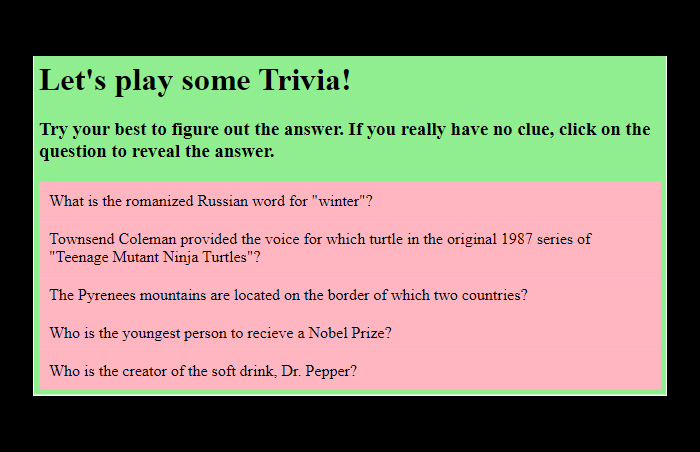 Let's play some Trivia!
Try your best to figure out the answer. If you really have no clue, click on the
question to reveal the answer.
What is the romanized Russian word for "winter"?
Townsend Coleman provided the voice for which turtle in the original 1987 series of
"Teenage Mutant Ninja Turtles"?
The Pyrenees mountains are located on the border of which two countries?
Who is the youngest person to recieve a Nobel Prize?
Who is the creator of the soft drink, Dr. Pepper?